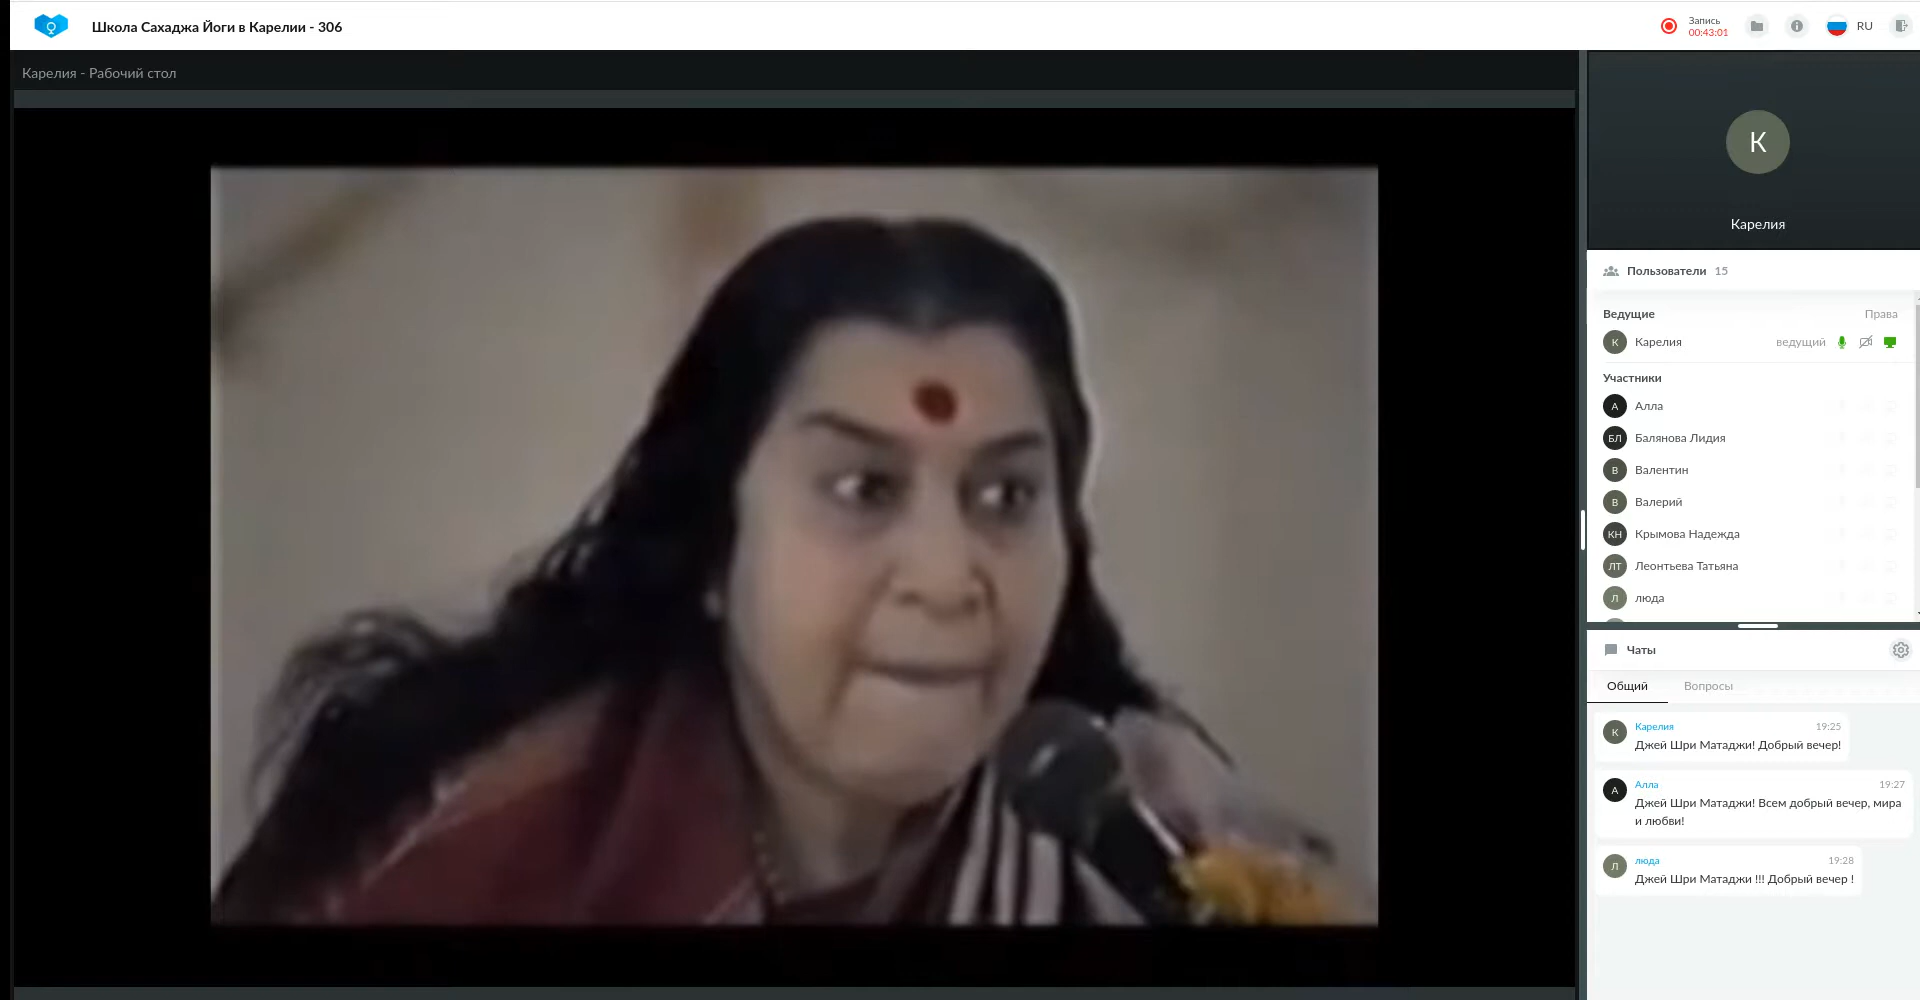 Школа Сахаджа Йоги в Карелии - 306
Запись
00:43:01
RU
Карелия - Рабочий стол
К
Карелия
Пользователи 15
Ведущие Права
К Карелия ведущий
Участники
А Алла
БЛ Балянова Лидия
В Валентин
В Валерий
КН Крымова Надежда
ЛТ Леонтьева Татьяна
Л люда
Чаты
Общий Вопросы
К Карелия 19:25
Джей Шри Матаджи! Добрый вечер!
А Алла 19:27
Джей Шри Матаджи! Всем добрый вечер, мира
и любви!
Л люда 19:28
Джей Шри Матаджи !!! Добрый вечер !